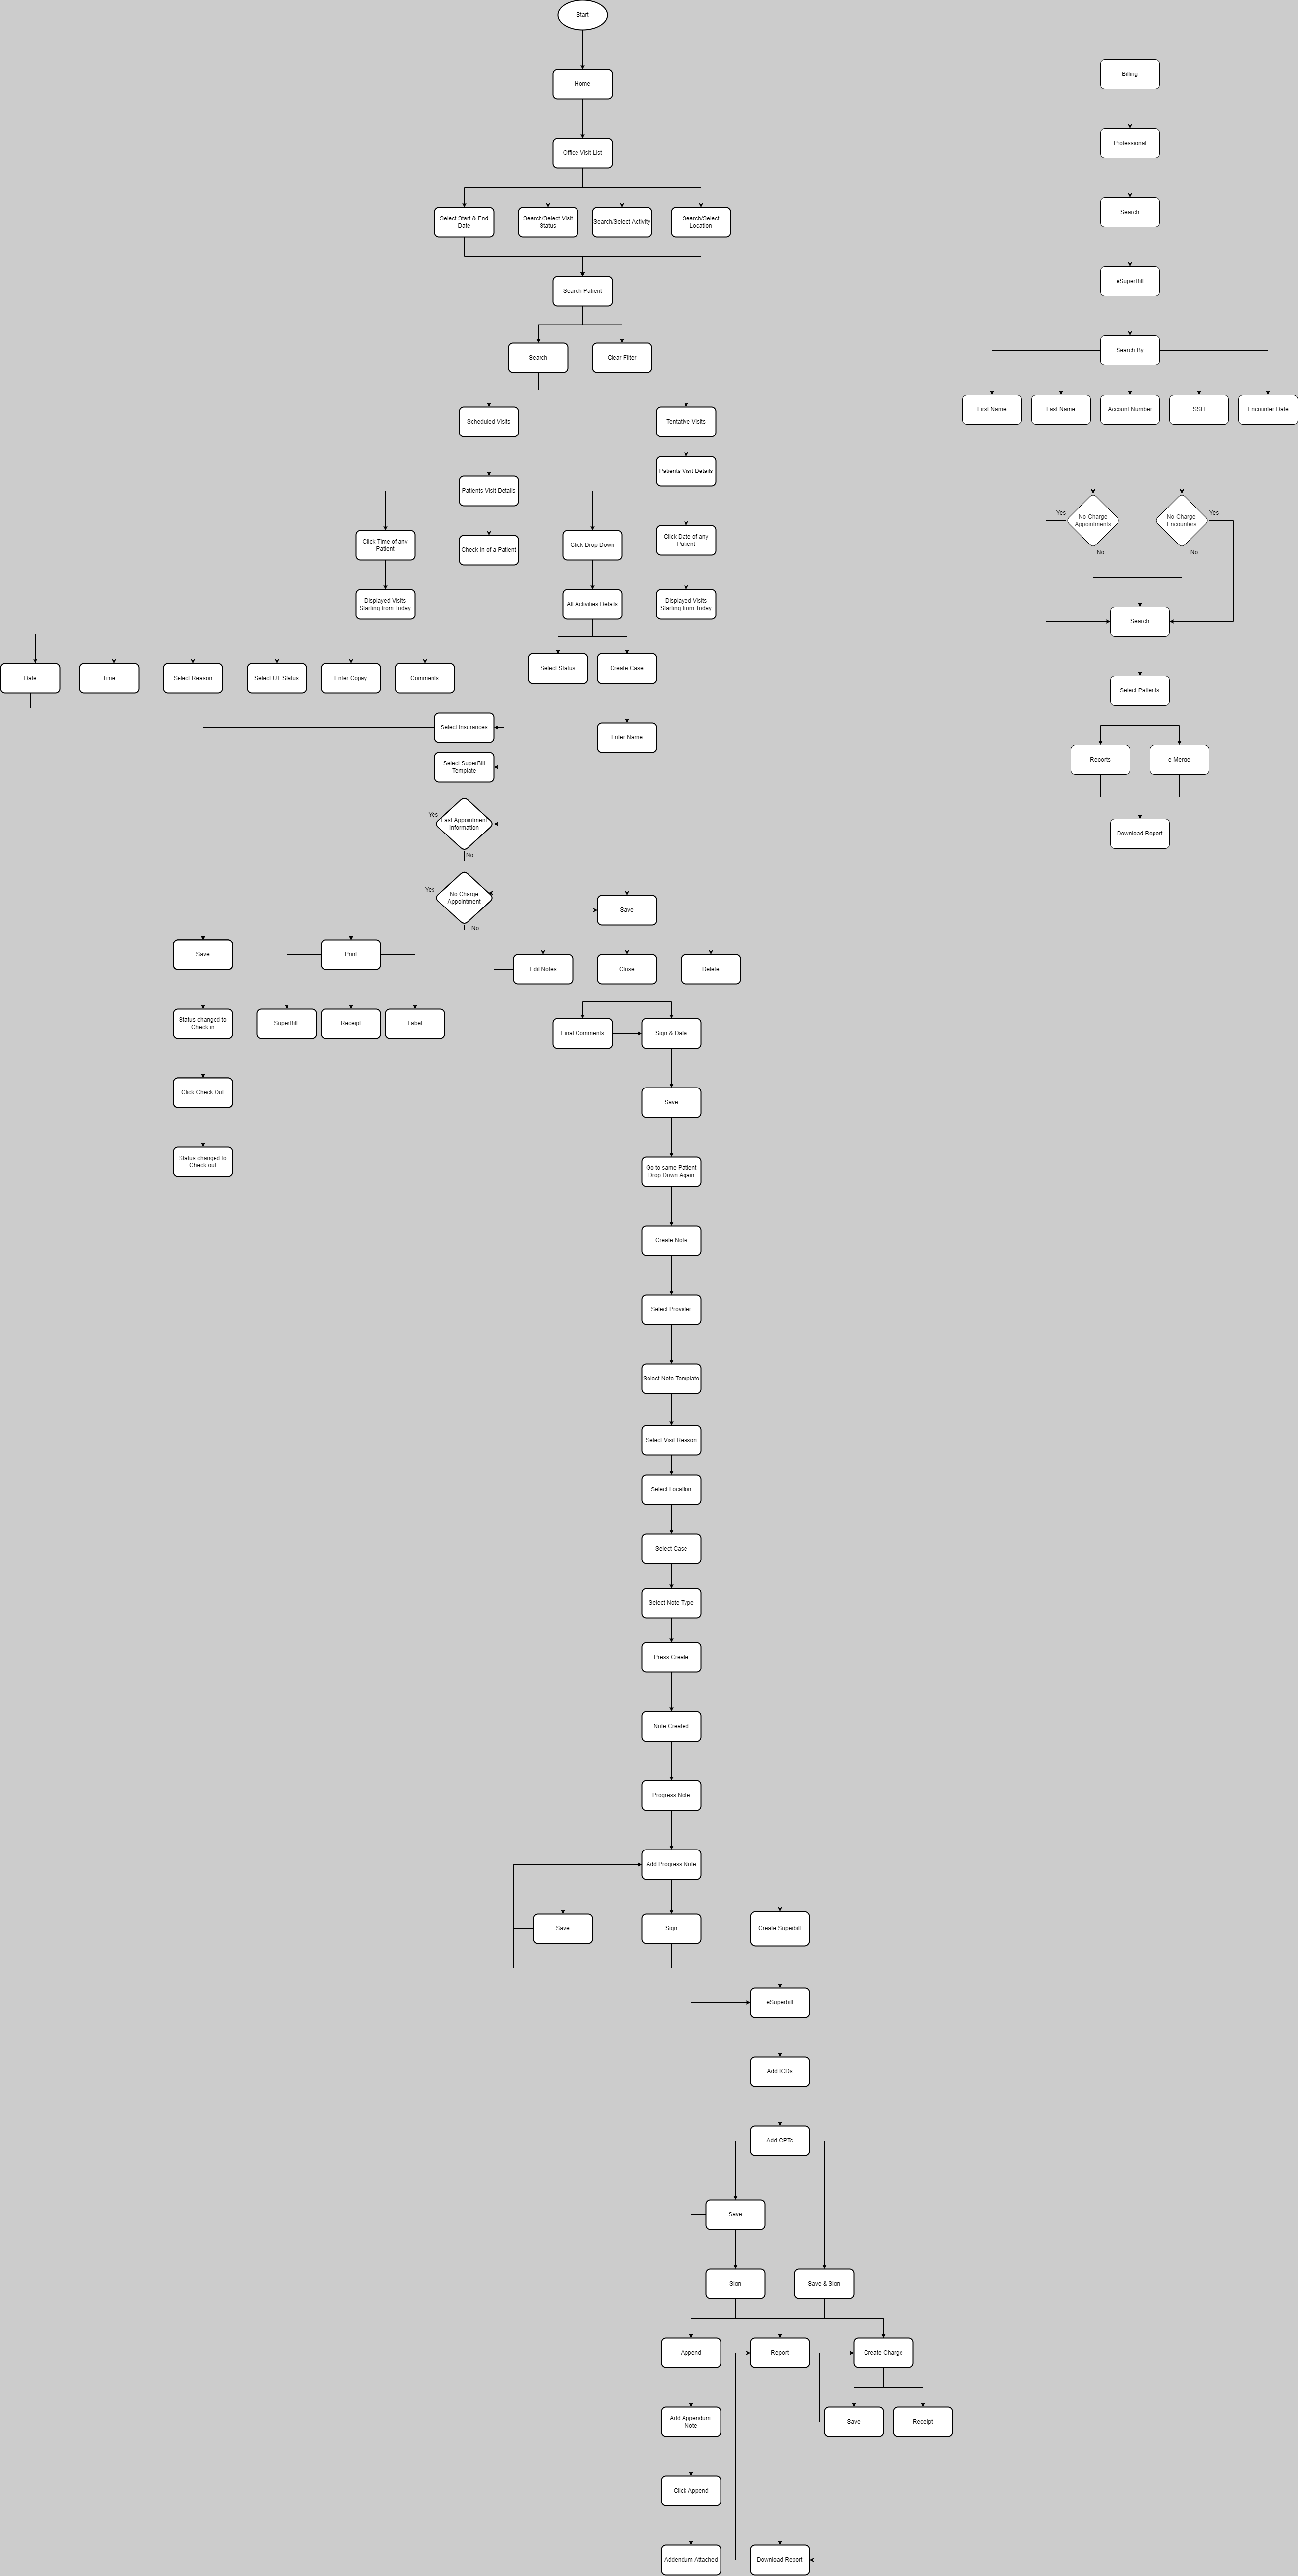 Start
Home
Office Visit List
Select Start & End
Date
Search/Select Visit
Status
Search/Select Activity
Search/Select
Location
Search Patient
Search
Clear Filter
Scheduled Visits
Tentative Visits
Patients Visit Details
Patients Visit Details
Click Time of any
Patient
Check-in of a Patient
Click Drop Down
Click Date of any
Patient
Displayed Visits
Starting from Today
All Activities Details
Displayed Visits
Starting from Today
Date
Time
Select Reason
Select UT Status
Enter Copay
Comments
Select Status
Create Case
Select Insurances
Enter Name
Select SuperBill
Template
Yes
Last Appointment
Information
No
Yes
No Charge
Appointment
No
Save
Save
Print
Edit Notes
Close
Delete
Status changed to
Check in
SuperBill
Receipt
Label
Final Comments
Sign & Date
Click Check Out
Save
Status changed to
Check out
Go to same Patient
Drop Down Again
Create Note
Select Provider
Select Note Template
Select Visit Reason
Select Location
Select Case
Select Note Type
Press Create
Note Created
Progress Note
Add Progress Note
Save
Sign
Create Superbill
eSuperbill
Add ICDs
Add CPTs
Save
Sign
Save & Sign
Append
Report
Create Charge
Add Appendum
Note
Save
Receipt
Click Append
Addendum Attached
Download Report
Billing
Professional
Search
eSuperBill
Search By
First Name
Last Name
Account Number
SSH
Encounter Date
Yes
No-Charge
Appointments
No
No-Charge
Encounters
Yes
No
Search
Select Patients
Reports
e-Merge
Download Report